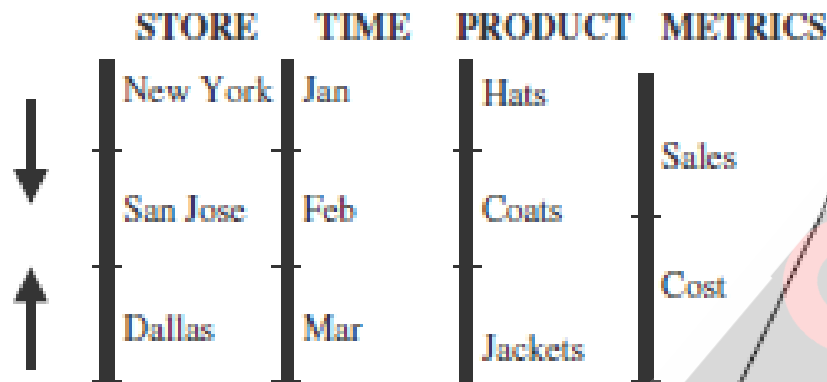 STORE TIME PRODUCT METRICS
New York Jan Hats
Sales
San Jose Feb Coats
Cost
Dallas Mar Jackets